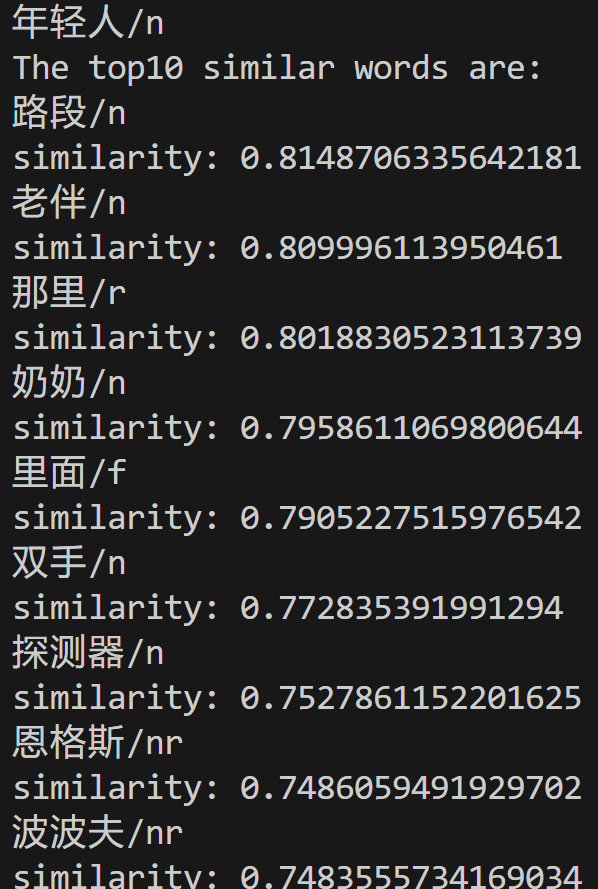 年轻人/n
The top10 similar words are:
路段/n
similarity: 0.8148706335642181
老伴/n
similarity: 0.809996113950461
那里/r
similarity: 0.8018830523113739
奶奶/n
similarity: 0.7958611069800644
里面/f
similarity: 0.7905227515976542
双手/n
similarity: 0.772835391991294
探测器/n
similarity: 0.7527861152201625
恩格斯/nr
similarity: 0.7486059491929702
波波夫/nr
similarity: 0.7483555734169034